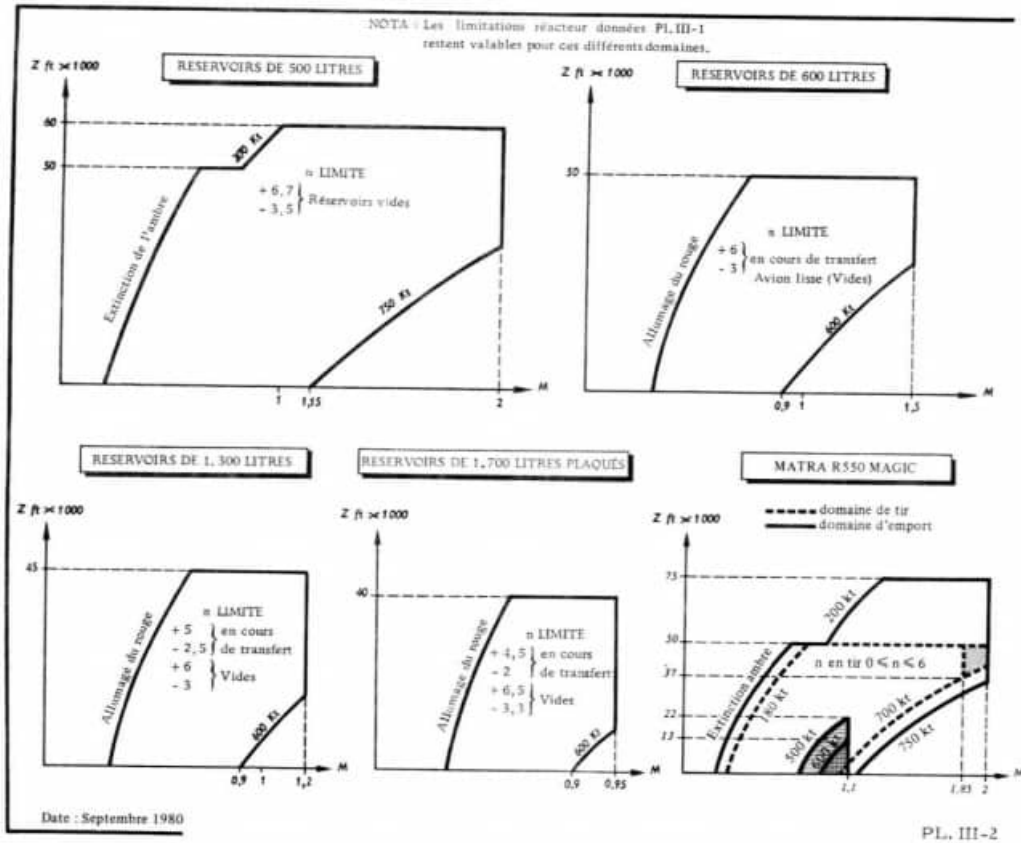 NOTA : Les limitations réacteur données PL.III-1
restent valables pour ces différents domaines.
RESERVOIRS DE 500 LITRES
Z ft × 1000
60
50
200 Kt
n LIMITE
+ 6,7
- 3,5
Réservoirs vides
Extinction de l'ambre
750 Kt
1
1,55
2
M
RESERVOIRS DE 600 LITRES
Z ft × 1000
50
n LIMITE
+ 6
- 3
en cours de transfert
Avion lisse (Vides)
Allumage du rouge
600 Kt
0,9
1
1,5
M
RESERVOIRS DE 1.300 LITRES
Z ft × 1000
45
n LIMITE
+ 5
- 2,5
en cours
de transfert
+ 6
- 3
Vides
Allumage du rouge
600 Kt
0,9
1
1,2
M
RESERVOIRS DE 1.700 LITRES PLAQUÉS
Z ft × 1000
40
n LIMITE
+ 4,5
- 2
en cours
de transfert
+ 6,5
- 3,3
Vides
Allumage du rouge
600 Kt
0,9
0,95
M
MATRA R550 MAGIC
domaine de tir
domaine d'emport
Z ft × 1000
75
50
37
22
200 kt
n en tir 0 ⩽ n ⩽ 6
Extinction ambre
180 kt
500 kt
600 kt
700 kt
750 kt
1,1
1,85
2
M
Date : Septembre 1980
PL. III-2